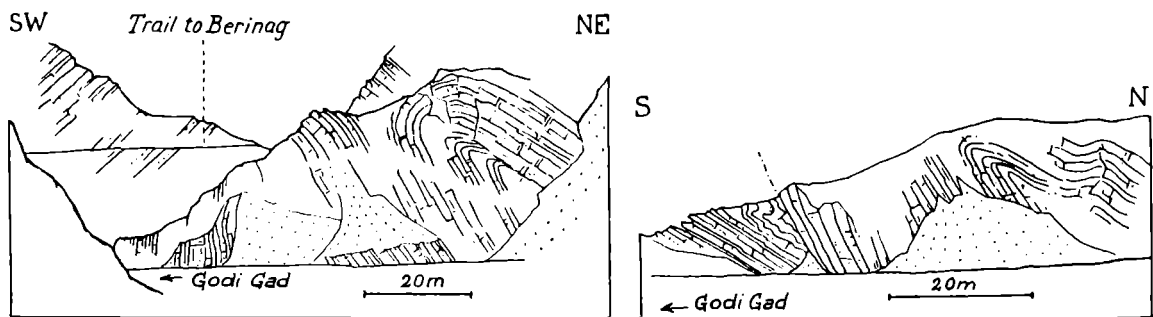 SW
Trail to Berinag
NE
← Godi Gad
20m
S
N
← Godi Gad
20m